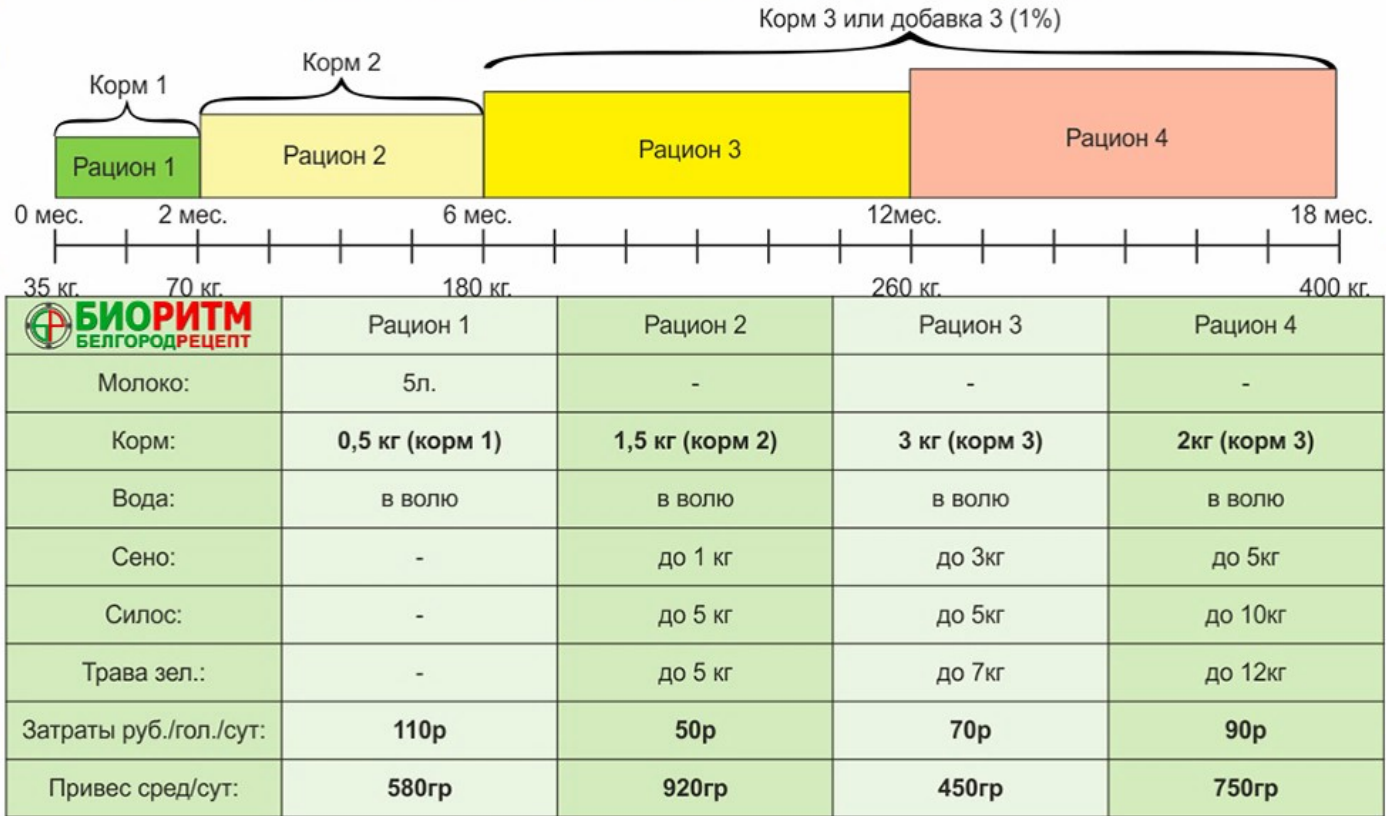 Корм 3 или добавка 3 (1%)
Корм 2
Корм 1
Рацион 1
Рацион 2
Рацион 3
Рацион 4
0 мес. 2 мес. 6 мес. 12мес. 18 мес.
35 кг. 70 кг. 180 кг. 260 кг. 400 кг.
БИОРИТМ
БЕЛГОРОДРЕЦЕПТ
Рацион 1 Рацион 2 Рацион 3 Рацион 4
Молоко: 5л. - - -
Корм: 0,5 кг (корм 1) 1,5 кг (корм 2) 3 кг (корм 3) 2кг (корм 3)
Вода: в волю в волю в волю в волю
Сено: - до 1 кг до 3кг до 5кг
Силос: - до 5 кг до 5кг до 10кг
Трава зел.: - до 5 кг до 7кг до 12кг
Затраты руб./гол./сут: 110р 50р 70р 90р
Привес сред/сут: 580гр 920гр 450гр 750гр